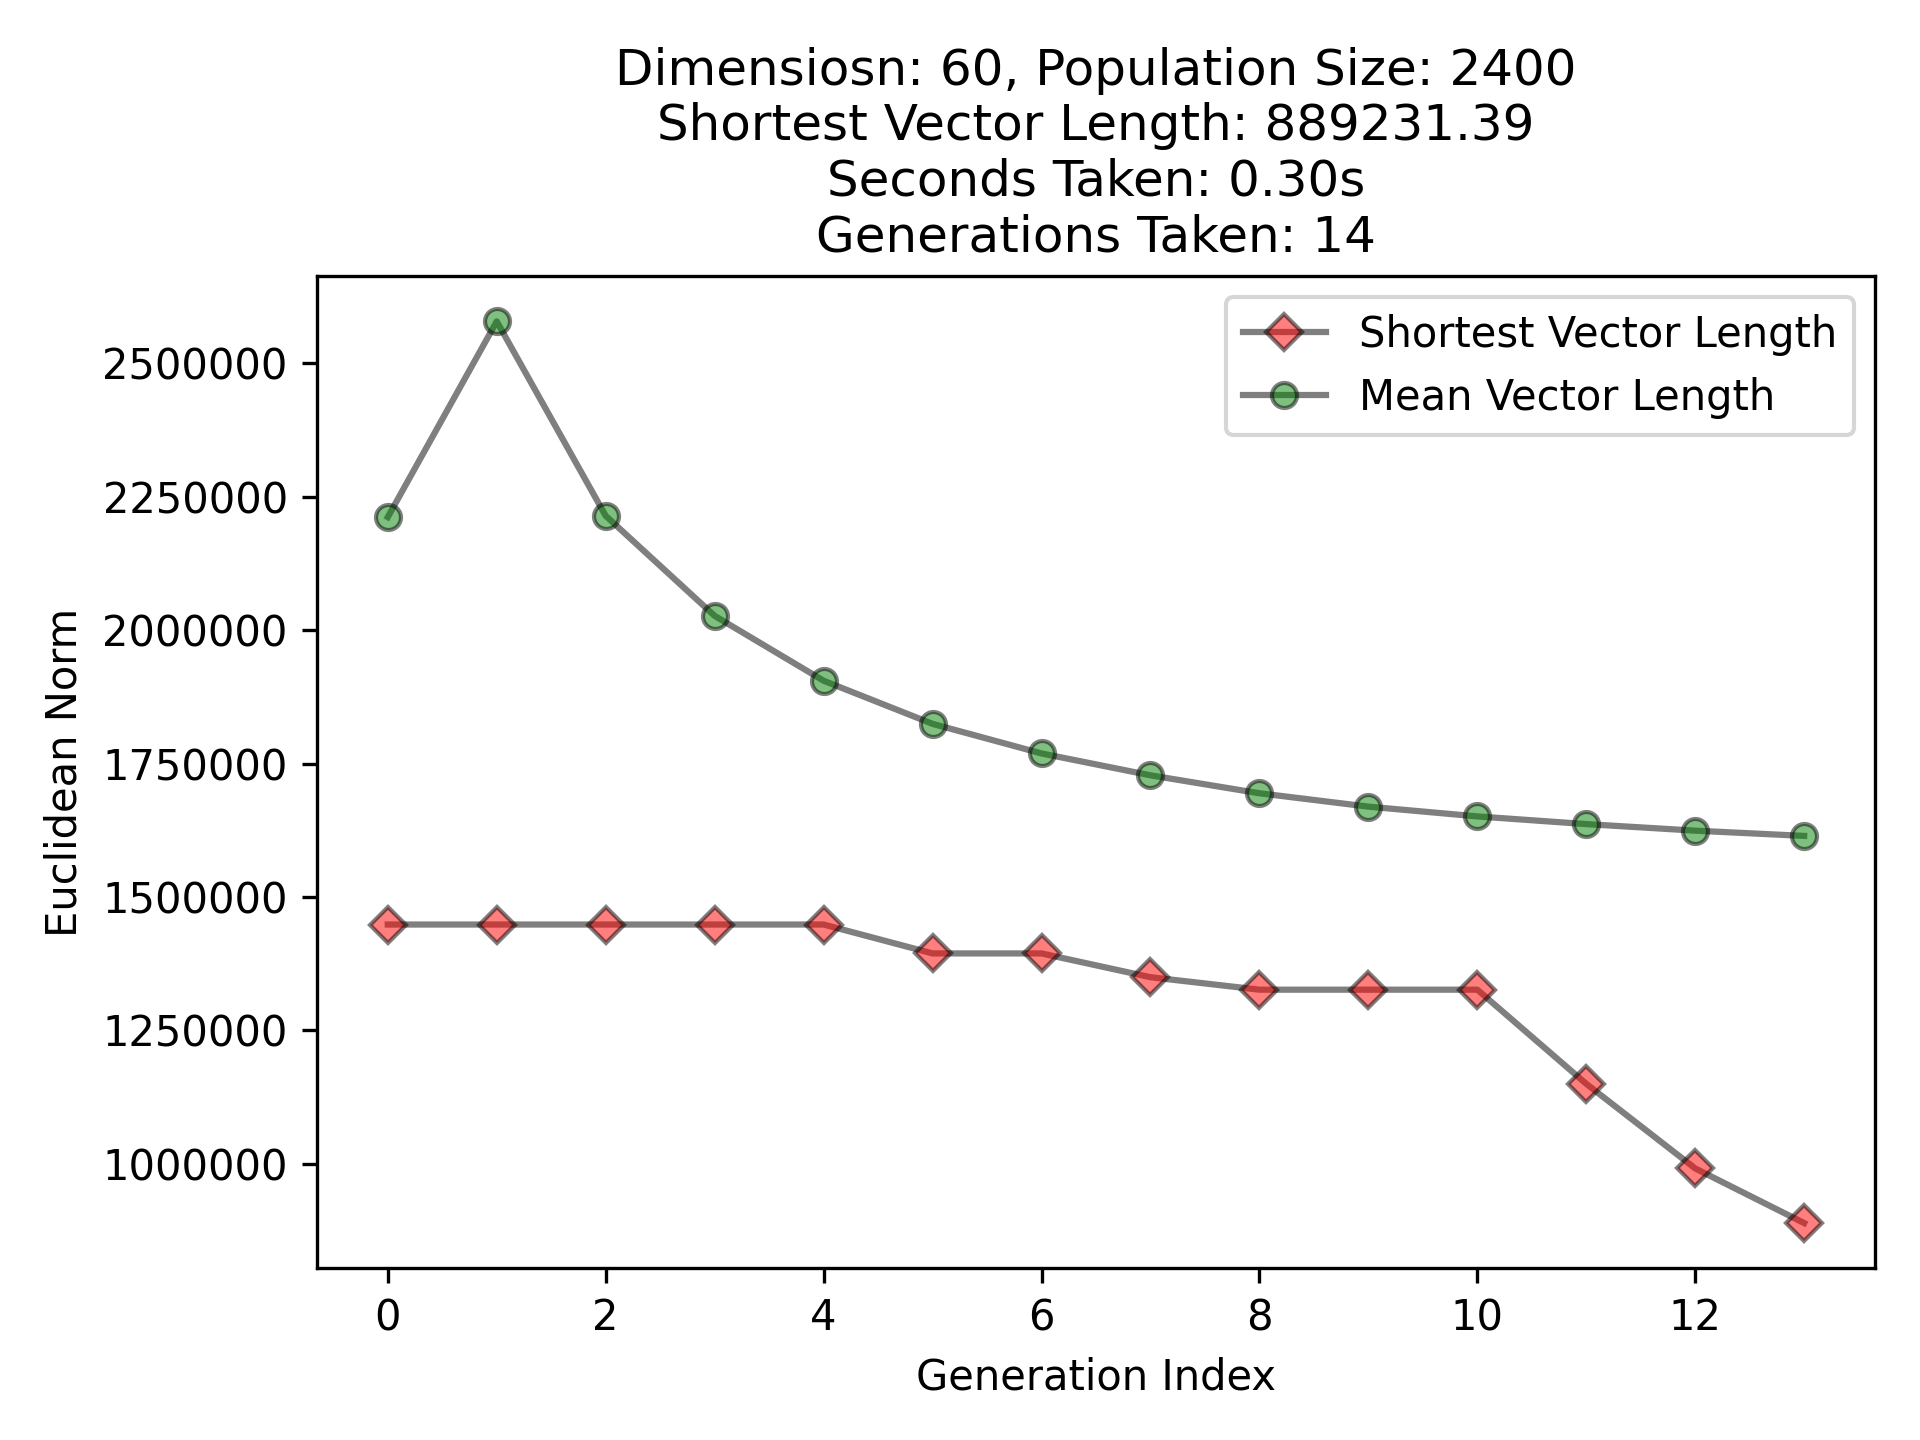 Dimensiosn: 60, Population Size: 2400
Shortest Vector Length: 889231.39
Seconds Taken: 0.30s
Generations Taken: 14
Shortest Vector Length
Mean Vector Length
Euclidean Norm
2500000
2250000
2000000
1750000
1500000
1250000
1000000
0 2 4 6 8 10 12
Generation Index